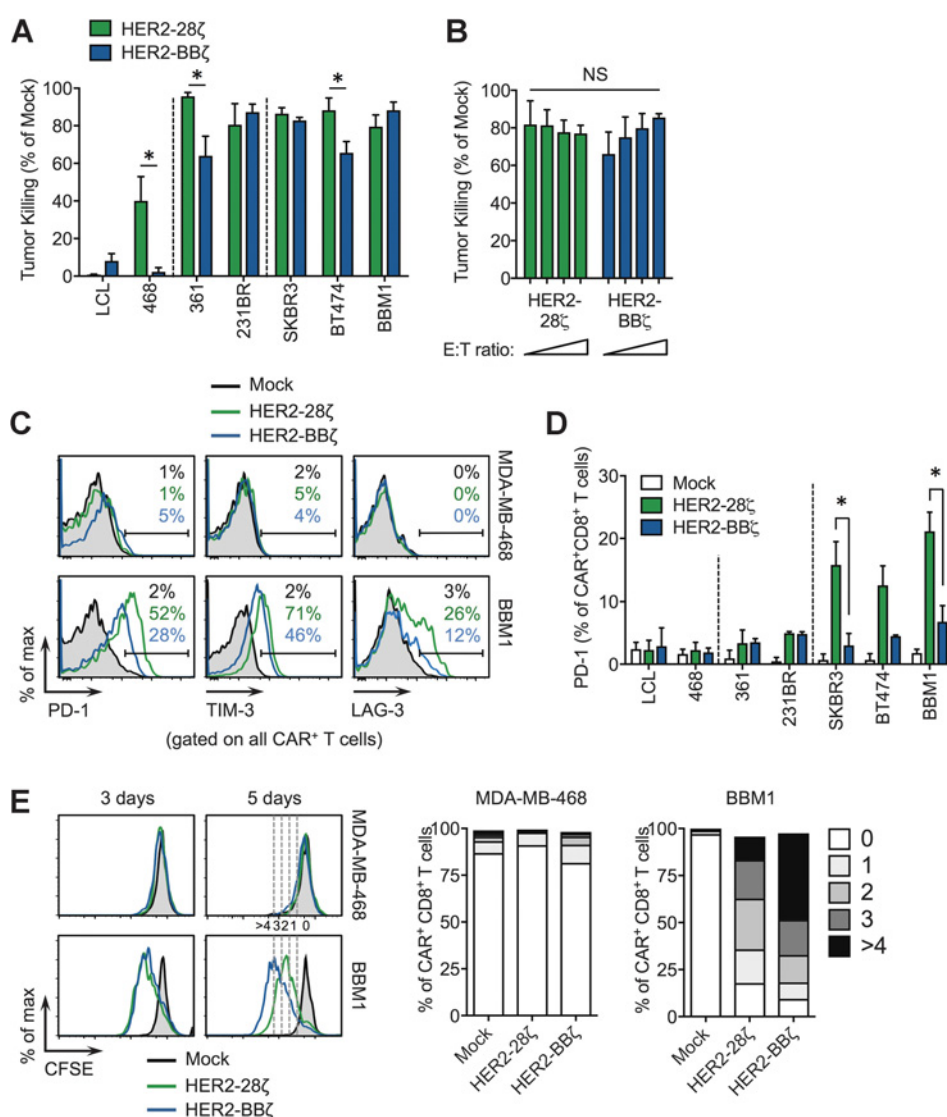 A
HER2-28ζ
HER2-BBζ
Tumor Killing (% of Mock)
100
80
60
40
20
0
*
*
*
LCL
468
361
231BR
SKBR3
BT474
BBM1
B
NS
Tumor Killing (% of Mock)
100
80
60
40
20
0
HER2-
28ζ
HER2-
BBζ
E:T ratio:
C
Mock
HER2-28ζ
HER2-BBζ
1%
1%
5%
2%
5%
4%
0%
0%
0%
MDA-MB-468
2%
52%
28%
2%
71%
46%
3%
26%
12%
BBM1
% of max
PD-1
TIM-3
LAG-3
(gated on all CAR⁺ T cells)
D
PD-1 (% of CAR⁺CD8⁺ T cells)
30
20
10
0
Mock
HER2-28ζ
HER2-BBζ
*
*
LCL
468
361
231BR
SKBR3
BT474
BBM1
E
3 days
5 days
MDA-MB-468
>4 3 2 1 0
BBM1
% of max
CFSE
Mock
HER2-28ζ
HER2-BBζ
MDA-MB-468
% of CAR⁺ CD8⁺ T cells
100
75
50
25
0
Mock
HER2-28ζ
HER2-BBζ
BBM1
% of CAR⁺ CD8⁺ T cells
100
75
50
25
0
Mock
HER2-28ζ
HER2-BBζ
0
1
2
3
>4